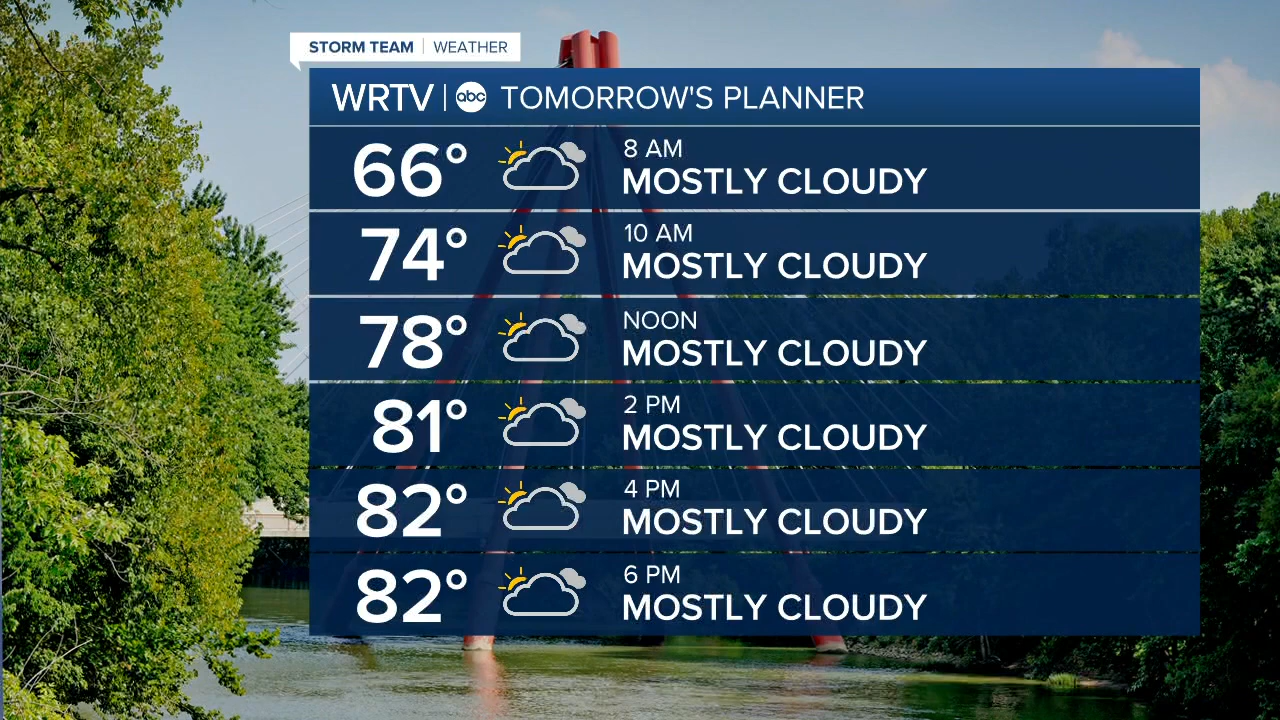 STORM TEAM | WEATHER
WRTV | abc TOMORROW'S PLANNER
66°
8 AM
MOSTLY CLOUDY
74°
10 AM
MOSTLY CLOUDY
78°
NOON
MOSTLY CLOUDY
81°
2 PM
MOSTLY CLOUDY
82°
4 PM
MOSTLY CLOUDY
82°
6 PM
MOSTLY CLOUDY